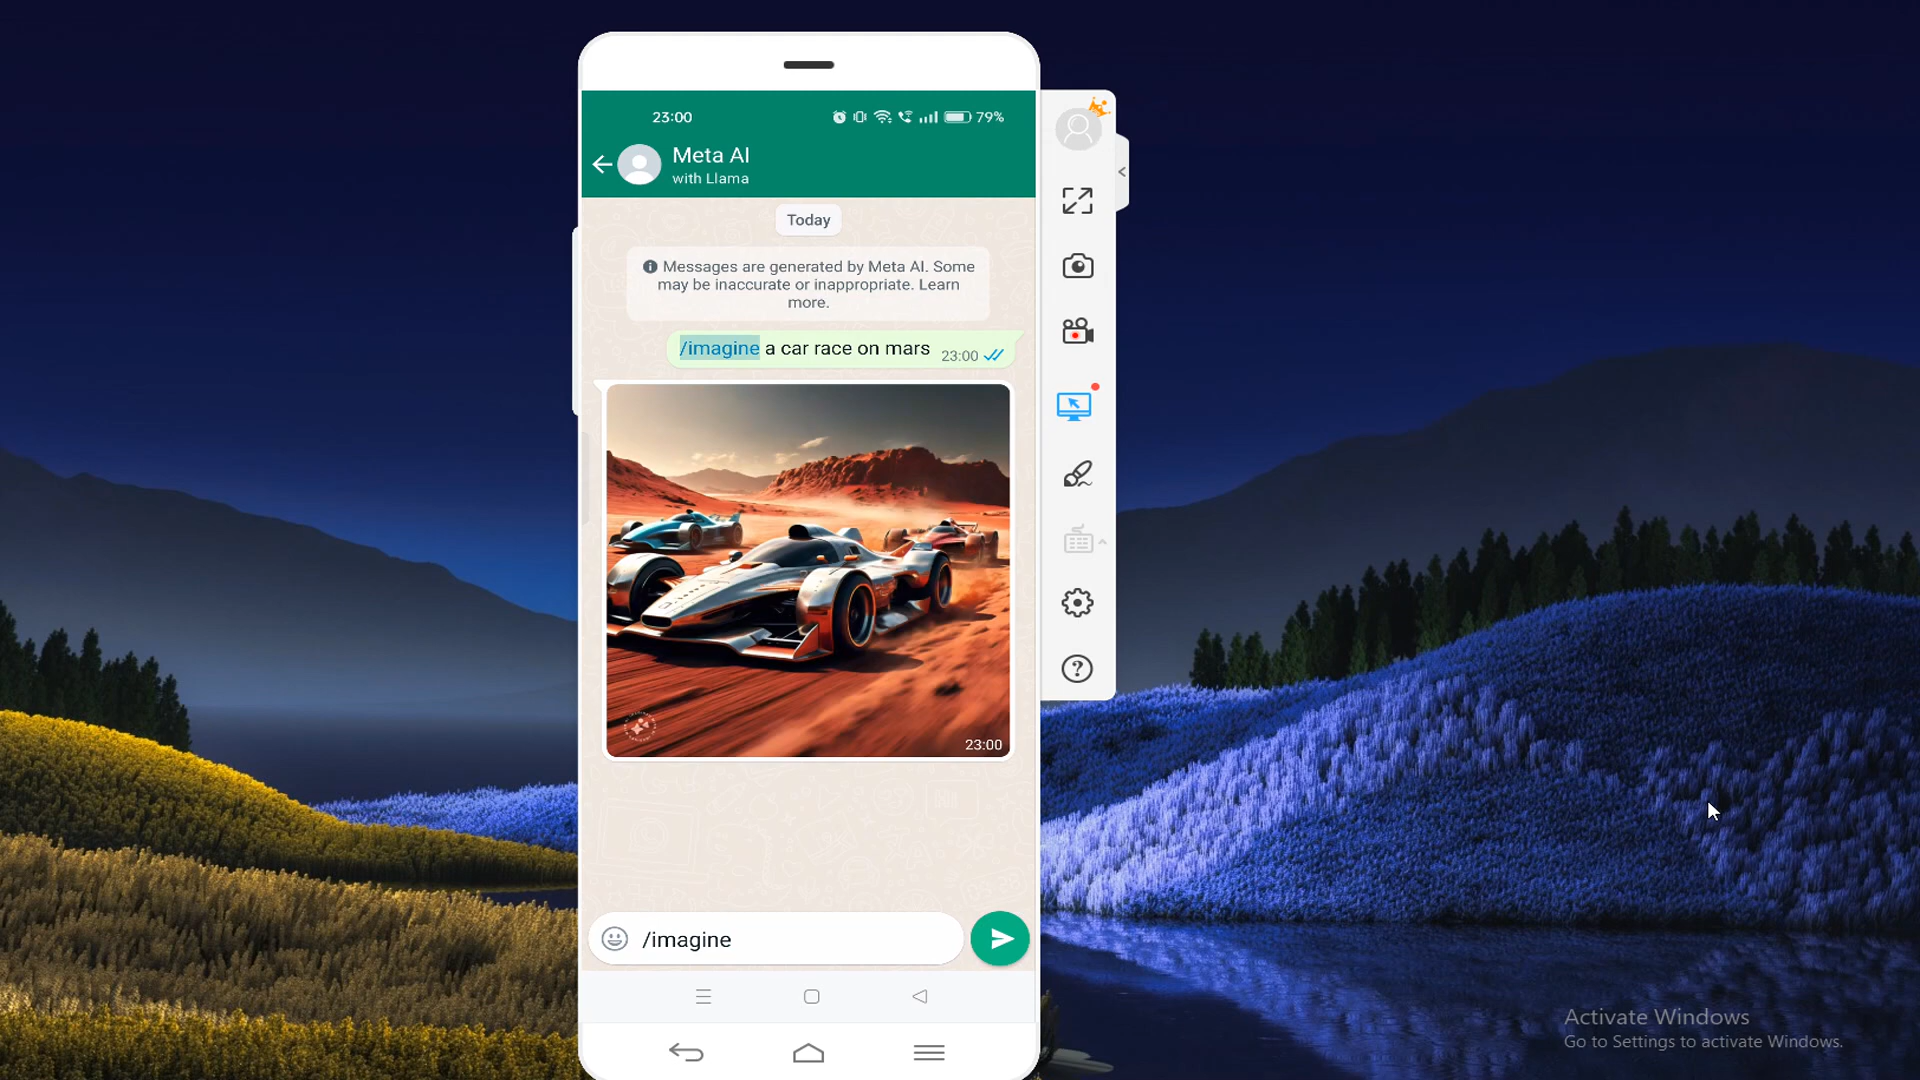 23:00
79%
Meta AI
with Llama
Today
Messages are generated by Meta AI. Some
may be inaccurate or inappropriate. Learn
more.
/imagine a car race on mars 23:00
23:00
/imagine
Activate Windows
Go to Settings to activate Windows.